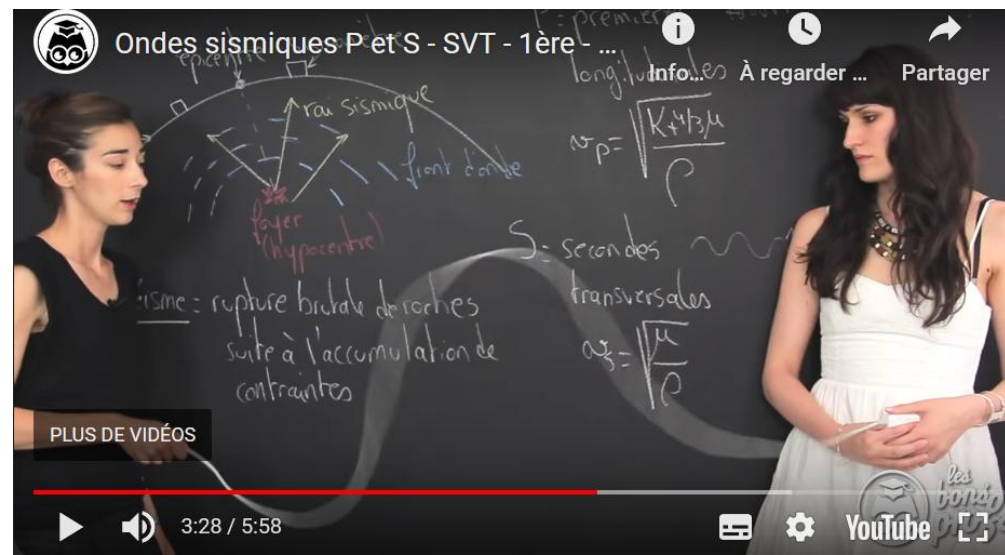 Ondes sismiques P et S - SVT - 1ère - ...
Info...
À regarder ...
Partager
P = premières
longitudinales
épicentre
rai sismique
front d'onde
foyer
(hypocentre)
vp= √K+4/3μ/ρ
S= secondes
transversales
vs= √μ/ρ
séisme = rupture brutale de roches
suite à l'accumulation de
contraintes
PLUS DE VIDÉOS
3:28 / 5:58
les
bons
profs
YouTube